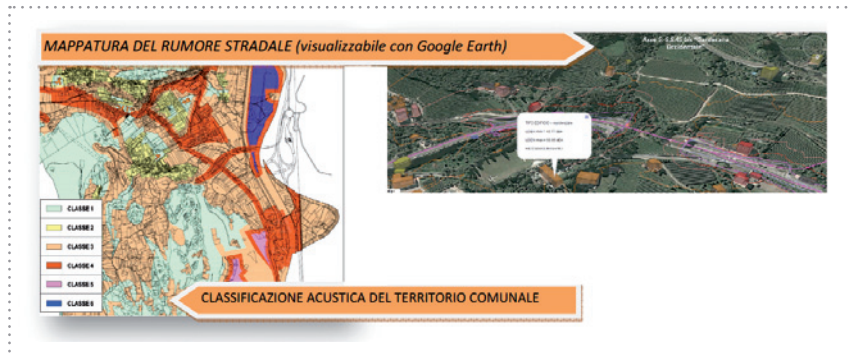 MAPPATURA DEL RUMORE STRADALE (visualizzabile con Google Earth)
CLASSE 1
CLASSE 2
CLASSE 3
CLASSE 4
CLASSE 5
CLASSE 6
CLASSIFICAZIONE ACUSTICA DEL TERRITORIO COMUNALE